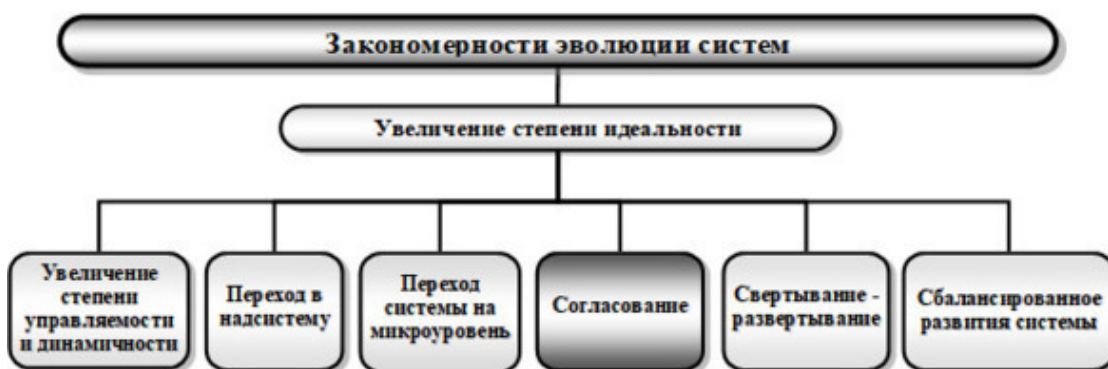 Закономерности эволюции систем
Увеличение степени идеальности
Увеличение
степени
управляемости
и динамичности
Переход в
надсистему
Переход
системы на
микроуровень
Согласование
Свертывание -
развертывание
Сбалансированное
развития системы